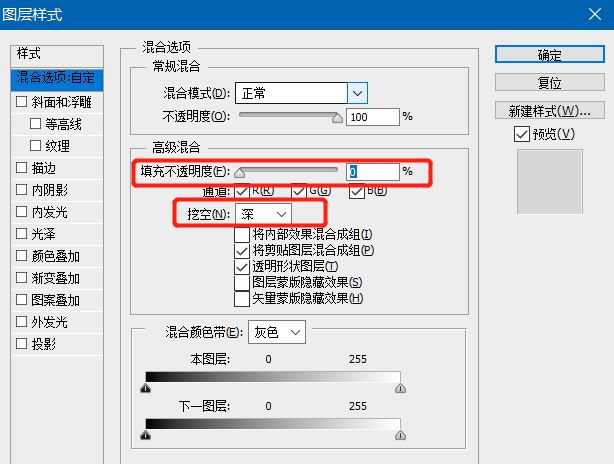 图层样式
样式
混合选项:自定
斜面和浮雕
等高线
纹理
描边
内阴影
内发光
光泽
颜色叠加
渐变叠加
图案叠加
外发光
投影
混合选项
常规混合
混合模式(D): 正常
不透明度(O): 100 %
高级混合
填充不透明度(F): 0 %
通道: R(R) G(G) B(B)
挖空(N): 深
将内部效果混合成组(I)
将剪贴图层混合成组(P)
透明形状图层(T)
图层蒙版隐藏效果(S)
矢量蒙版隐藏效果(H)
混合颜色带(E): 灰色
本图层: 0 255
下一图层: 0 255
确定
复位
新建样式(W)...
预览(V)